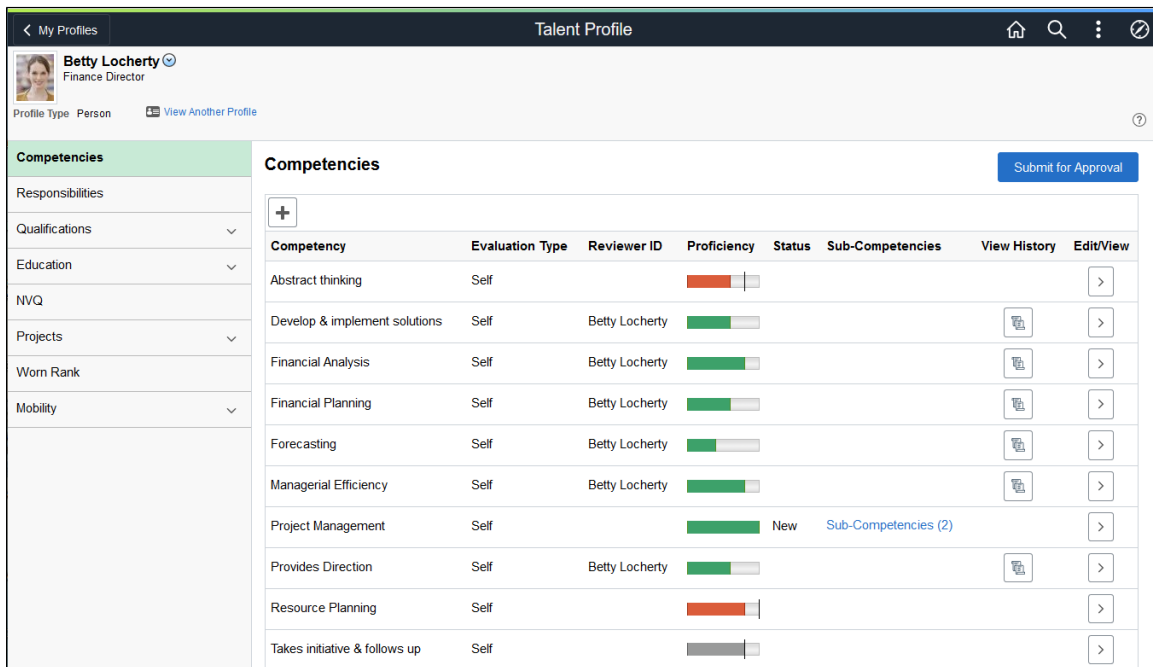 My Profiles
Talent Profile
Betty Locherty
Finance Director
Profile Type Person View Another Profile
Competencies
Responsibilities
Qualifications
Education
NVQ
Projects
Worn Rank
Mobility
Competencies
Submit for Approval
Competency Evaluation Type Reviewer ID Proficiency Status Sub-Competencies View History Edit/View
Abstract thinking Self
Develop & implement solutions Self Betty Locherty
Financial Analysis Self Betty Locherty
Financial Planning Self Betty Locherty
Forecasting Self Betty Locherty
Managerial Efficiency Self Betty Locherty
Project Management Self New Sub-Competencies (2)
Provides Direction Self Betty Locherty
Resource Planning Self
Takes initiative & follows up Self